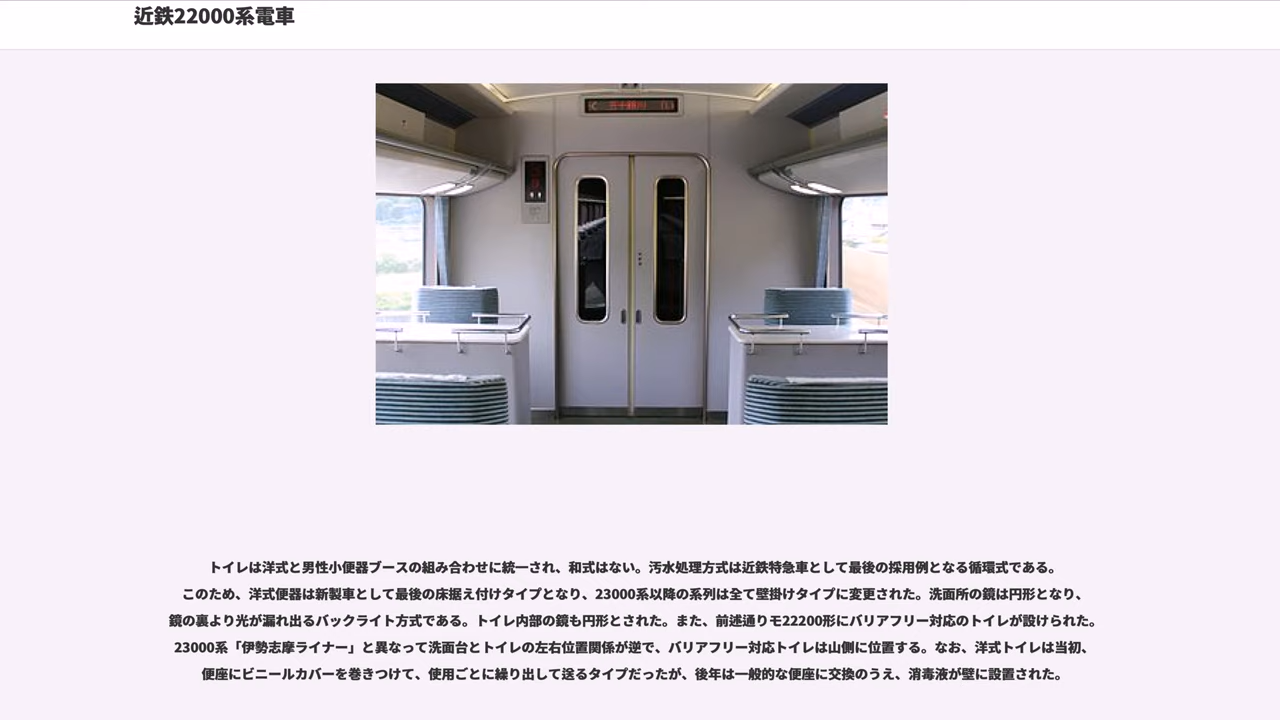 近鉄22000系電車
トイレは洋式と男性小便器ブースの組み合わせに統一され、和式はない。汚水処理方式は近鉄特急車として最後の採用例となる循環式である。
このため、洋式便器は新製車として最後の床据え付けタイプとなり、23000系以降の系列は全て壁掛けタイプに変更された。洗面所の鏡は円形となり、
鏡の裏より光が漏れ出るバックライト方式である。トイレ内部の鏡も円形とされた。また、前述通りモ22200形にバリアフリー対応のトイレが設けられた。
23000系「伊勢志摩ライナー」と異なって洗面台とトイレの左右位置関係が逆で、バリアフリー対応トイレは山側に位置する。なお、洋式トイレは当初、
便座にビニールカバーを巻きつけて、使用ごとに繰り出して送るタイプだったが、後年は一般的な便座に交換のうえ、消毒液が壁に設置された。